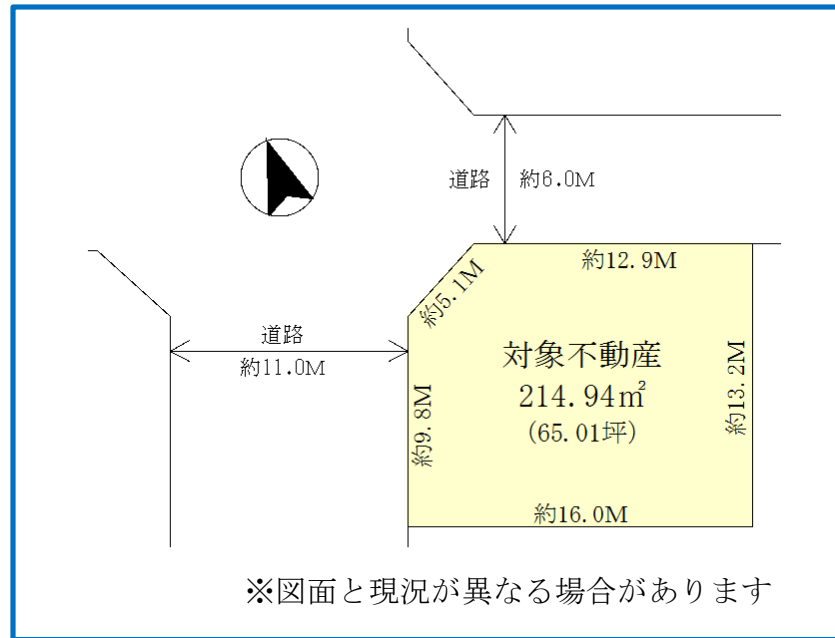 道路 約6.0M
約12.9M
約5.1M
道路
約11.0M
対象不動産
214.94㎡
(65.01坪)
約9.8M
約13.2M
約16.0M
※図面と現況が異なる場合があります